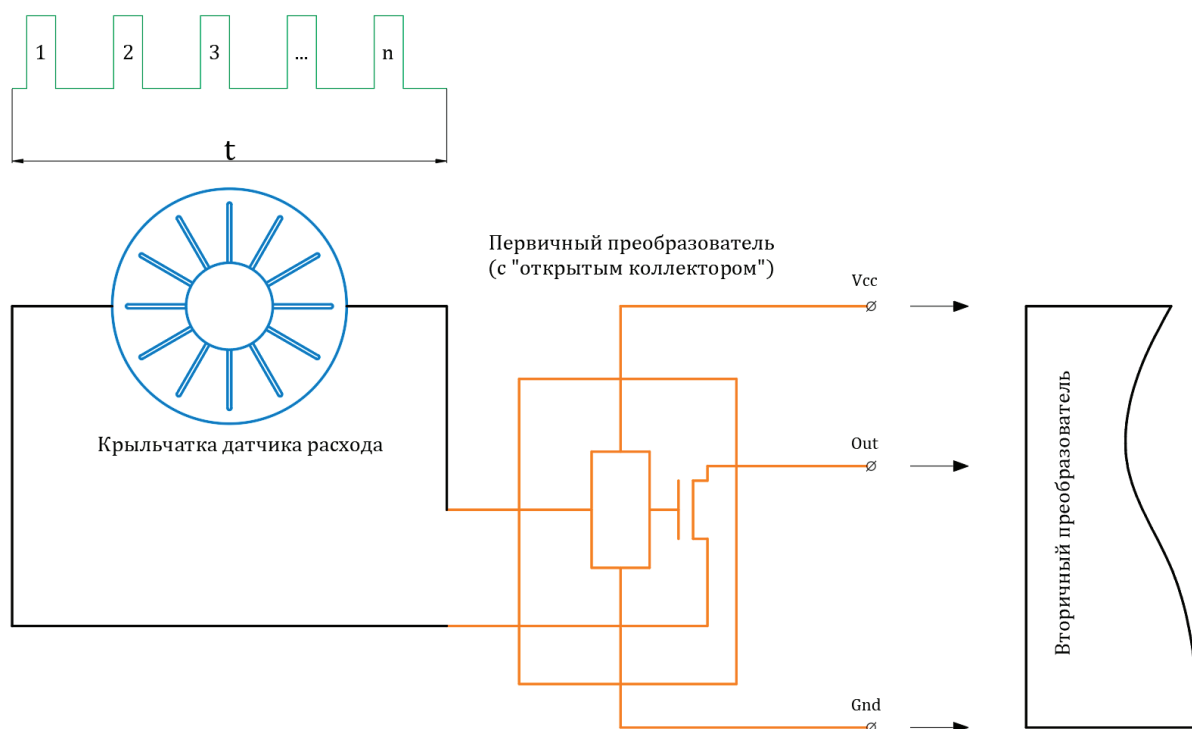 1 2 3 ... n
t
Первичный преобразователь
(с "открытым коллектором")
Vcc
Крыльчатка датчика расхода
Out
Вторичный преобразователь
Gnd